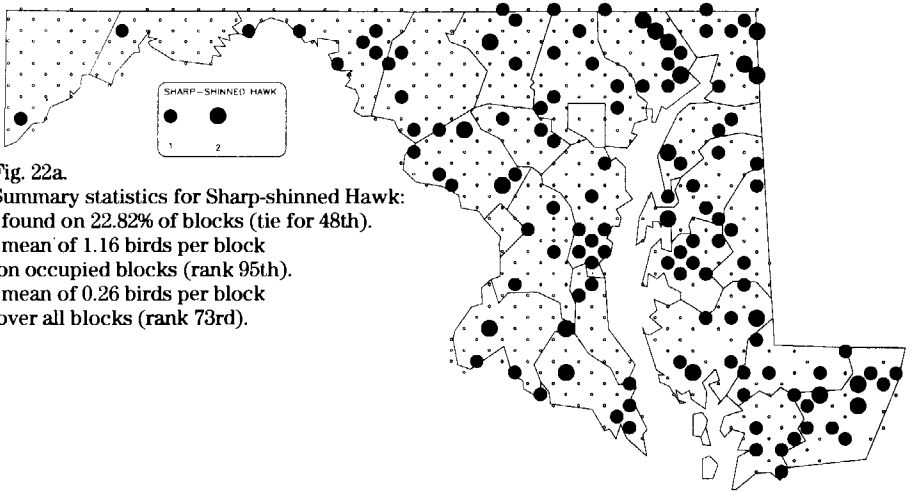 SHARP-SHINNED HAWK
1 2
Fig. 22a.
Summary statistics for Sharp-shinned Hawk:
found on 22.82% of blocks (tie for 48th).
mean of 1.16 birds per block
on occupied blocks (rank 95th).
mean of 0.26 birds per block
over all blocks (rank 73rd).